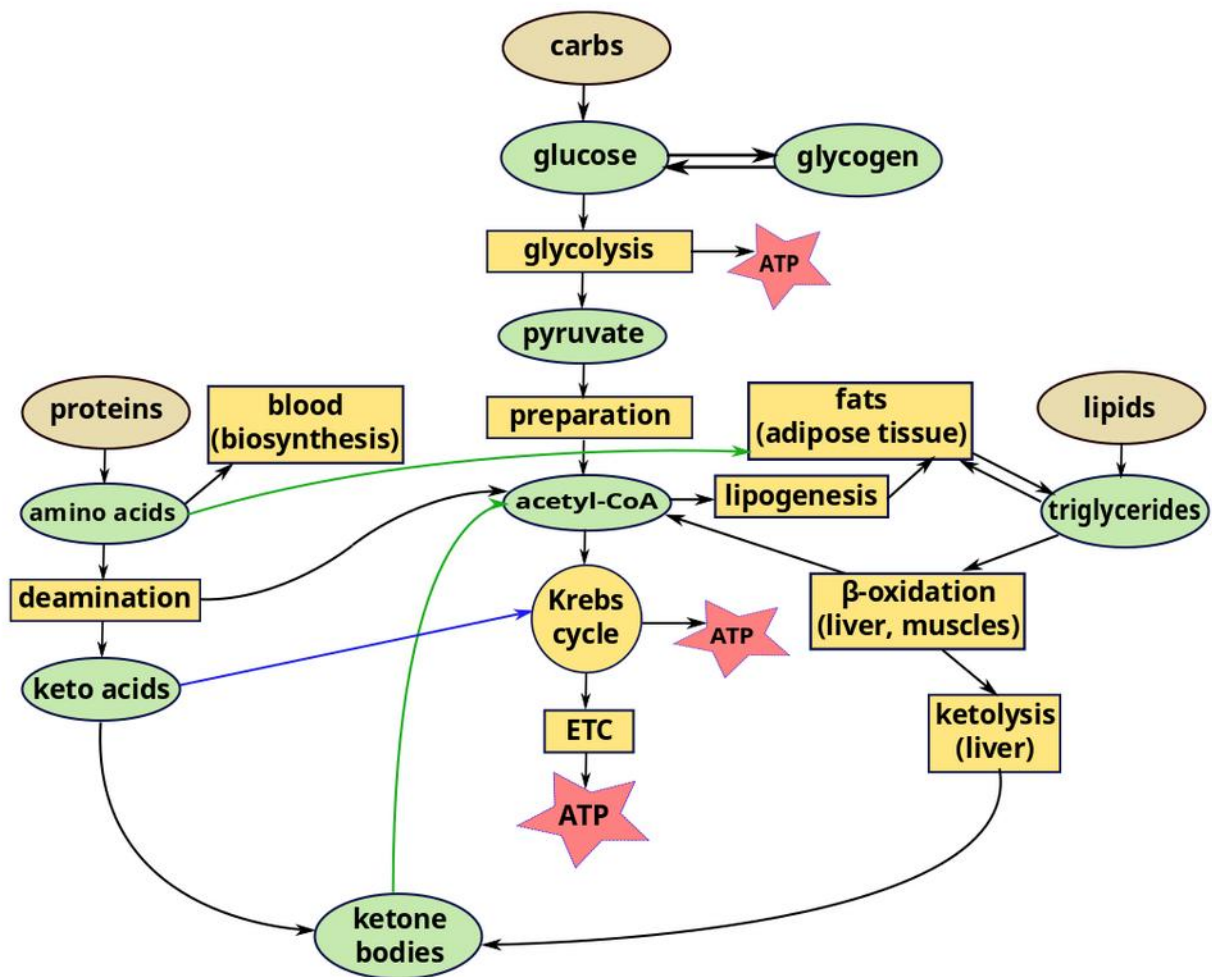 carbs
glucose
glycogen
glycolysis
ATP
pyruvate
proteins
blood
(biosynthesis)
preparation
fats
(adipose tissue)
lipids
amino acids
acetyl-CoA
lipogenesis
triglycerides
deamination
Krebs
cycle
ATP
β-oxidation
(liver, muscles)
keto acids
ETC
ketolysis
(liver)
ATP
ketone
bodies